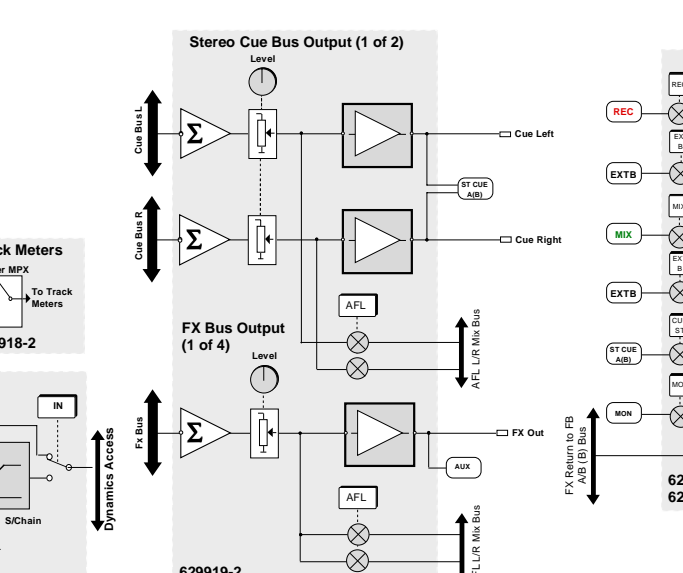 Stereo Cue Bus Output (1 of 2)
Level
Cue Bus L
Σ
Cue Left
ST CUE
A(B)
Cue Bus R
Σ
Cue Right
AFL
AFL L/R Mix Bus
FX Bus Output
(1 of 4)
Level
Fx Bus
Σ
FX Out
AUX
AFL
L/R Mix Bus
629919-2
Meters
MPX
To Track
Meters
918-2
IN
S/Chain
Dynamics Access
REC
EXTB
MIX
EXTB
ST CUE
A(B)
MON
FX Return to FB
A/B (B) Bus